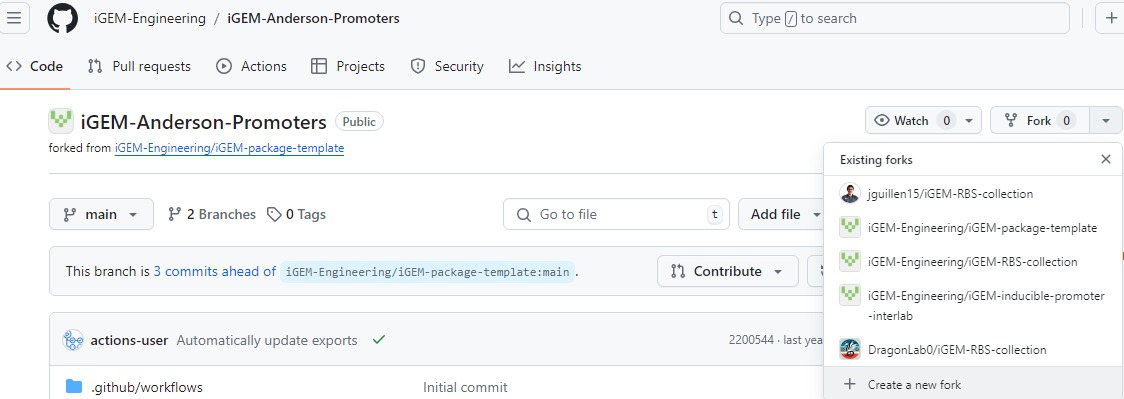 iGEM-Engineering / iGEM-Anderson-Promoters
Type / to search
Code Pull requests Actions Projects Security Insights
iGEM-Anderson-Promoters Public
Watch 0 Fork 0
forked from iGEM-Engineering/iGEM-package-template
Existing forks
jguillen15/iGEM-RBS-collection
iGEM-Engineering/iGEM-package-template
iGEM-Engineering/iGEM-RBS-collection
iGEM-Engineering/iGEM-inducible-promoter
-interlab
DragonLab0/iGEM-RBS-collection
Create a new fork
main 2 Branches 0 Tags
Go to file t Add file
This branch is 3 commits ahead of iGEM-Engineering/iGEM-package-template:main .
Contribute
actions-user Automatically update exports
2200544 · last yea
.github/workflows Initial commit